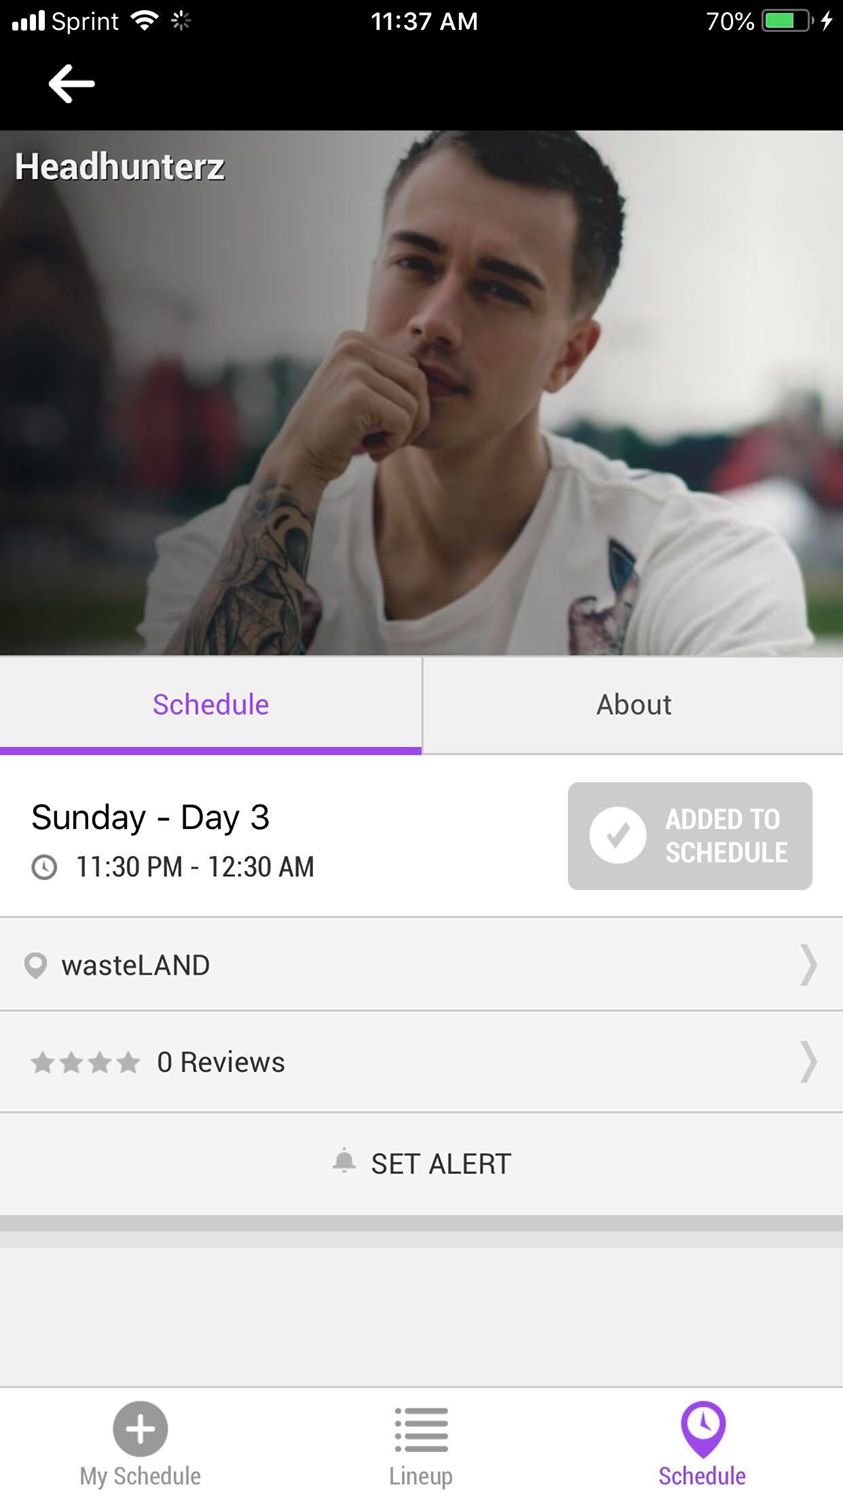 Sprint 11:37 AM 70%
Headhunterz
Schedule About
Sunday - Day 3
11:30 PM - 12:30 AM
ADDED TO
SCHEDULE
wasteLAND
0 Reviews
SET ALERT
My Schedule Lineup Schedule